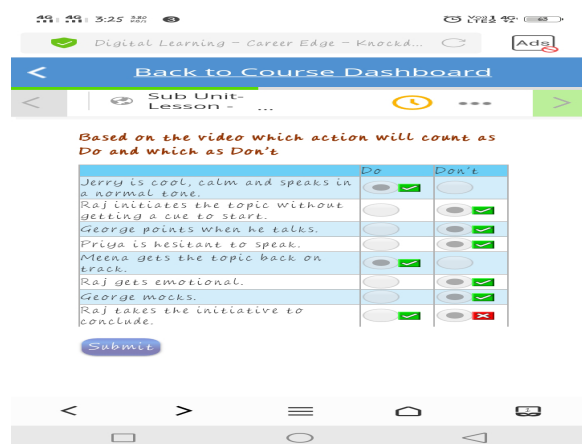 4G 4G 3:25
Digital Learning – Career Edge – Knockd...
Ads
Back to Course Dashboard
Sub Unit-
Lesson - ...
Based on the video which action will count as
Do and which as Don't
Do Don't
Jerry is cool, calm and speaks in
a normal tone.
Raj initiates the topic without
getting a cue to start.
George points when he talks.
Priya is hesitant to speak.
Meena gets the topic back on
track.
Raj gets emotional.
George mocks.
Raj takes the initiative to
conclude.
Submit